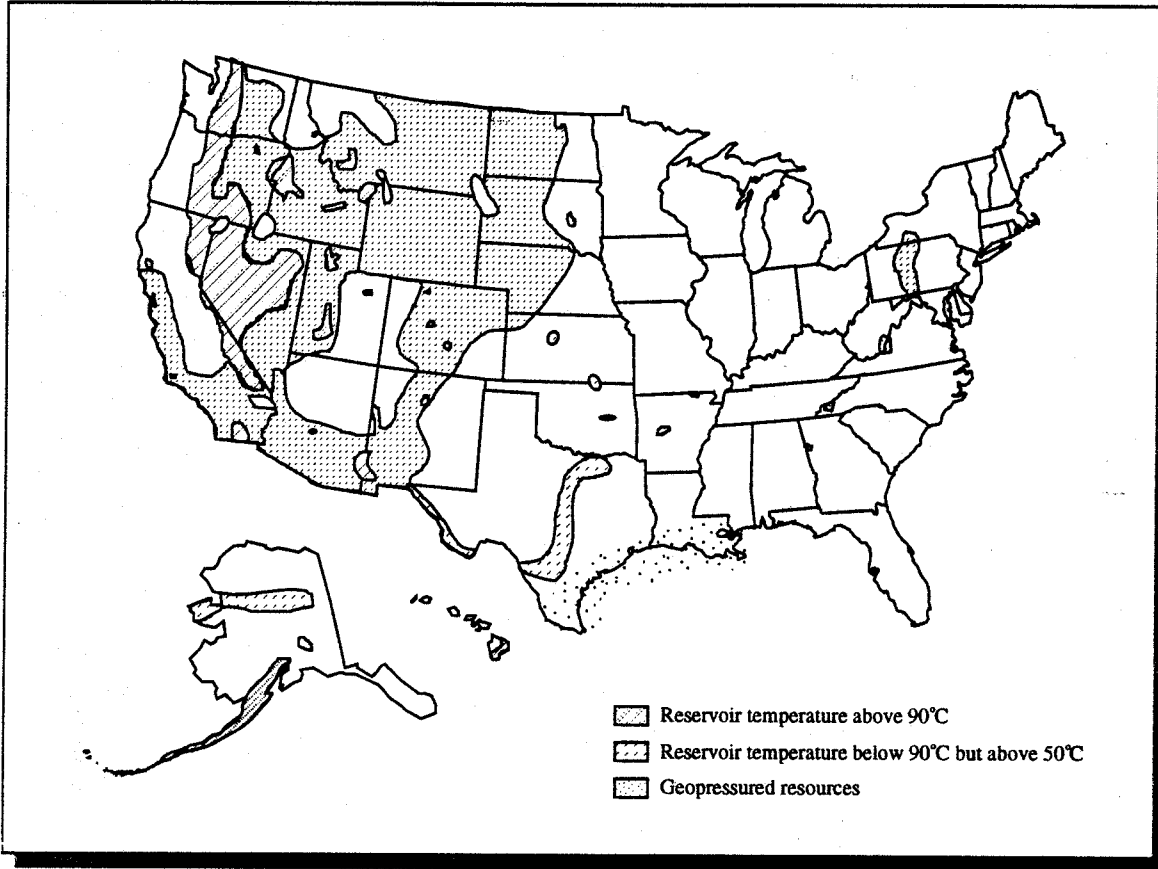 Reservoir temperature above 90°C
Reservoir temperature below 90°C but above 50°C
Geopressured resources